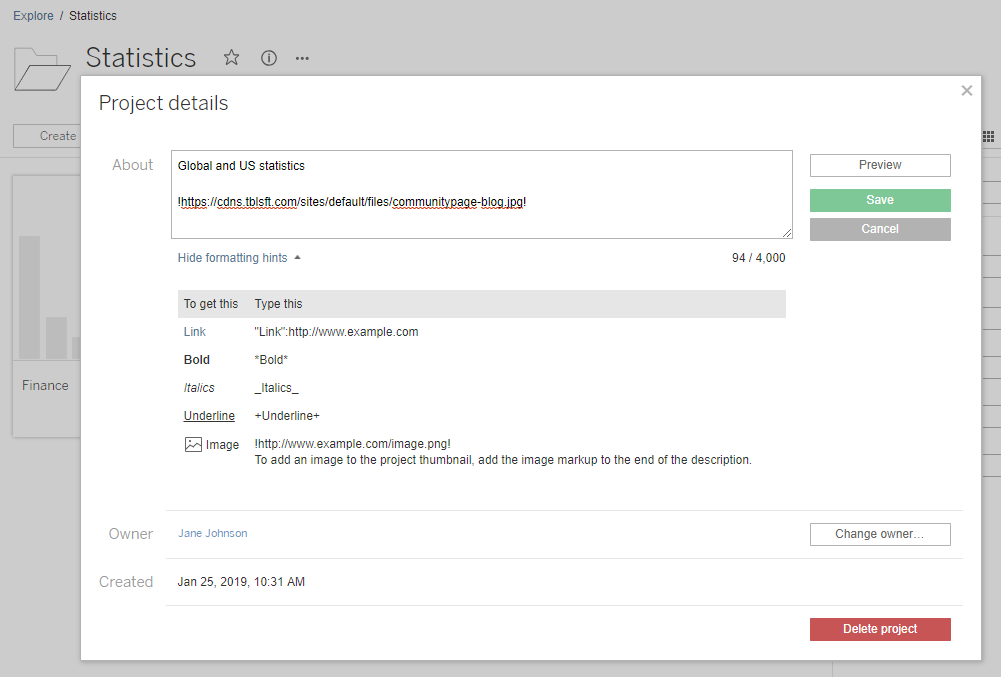 Explore / Statistics
Statistics
Project details
Create
About
Global and US statistics
!https://cdns.tblsft.com/sites/default/files/communitypage-blog.jpg!
Preview
Save
Cancel
Hide formatting hints
94 / 4,000
To get this Type this
Link "Link":http://www.example.com
Bold *Bold*
Italics _Italics_
Underline +Underline+
Image !http://www.example.com/image.png!
To add an image to the project thumbnail, add the image markup to the end of the description.
Finance
Owner Jane Johnson Change owner...
Created Jan 25, 2019, 10:31 AM
Delete project